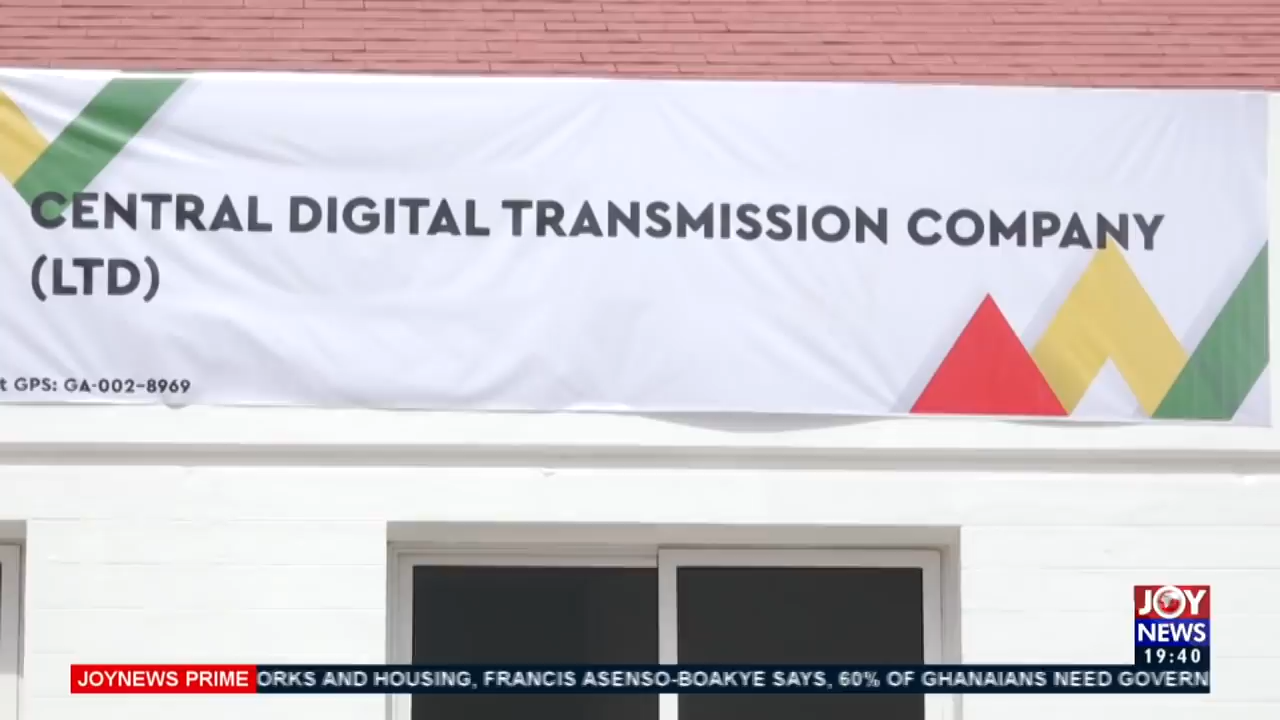 CENTRAL DIGITAL TRANSMISSION COMPANY
(LTD)
t GPS: GA-002-8969
JOY
NEWS
19:40
JOYNEWS PRIME ORKS AND HOUSING, FRANCIS ASENSO-BOAKYE SAYS, 60% OF GHANAIANS NEED GOVERN